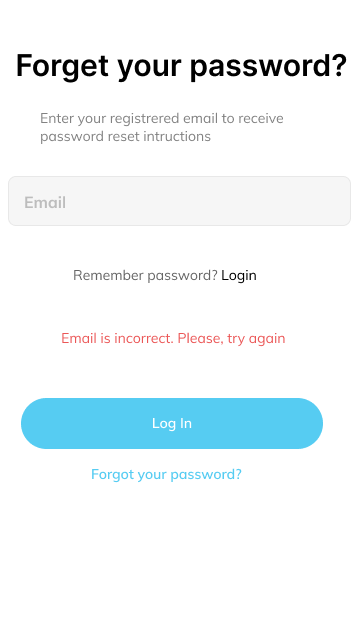 Forget your password?
Enter your registrered email to receive
password reset intructions
Email
Remember password? Login
Email is incorrect. Please, try again
Log In
Forgot your password?